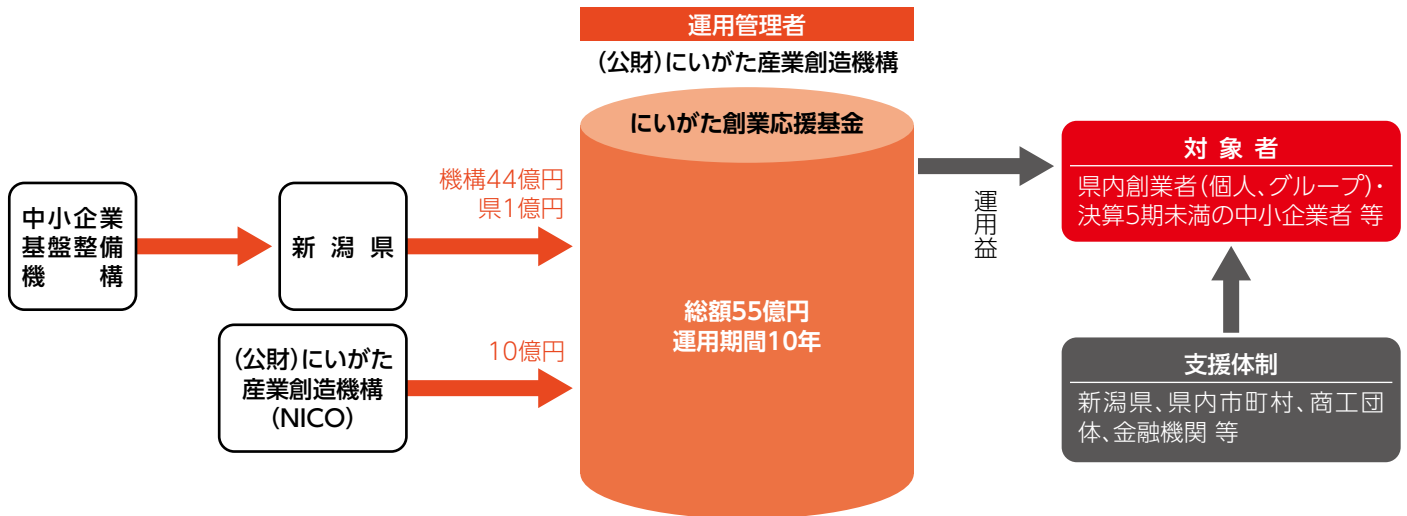 運用管理者
(公財)にいがた産業創造機構
にいがた創業応援基金
中小企業
基盤整備
機構
新潟県
機構44億円
県1億円
(公財)にいがた
産業創造機構
(NICO)
10億円
総額55億円
運用期間10年
運用益
対象者
県内創業者(個人、グループ)・
決算5期未満の中小企業者 等
支援体制
新潟県、県内市町村、商工団
体、金融機関 等